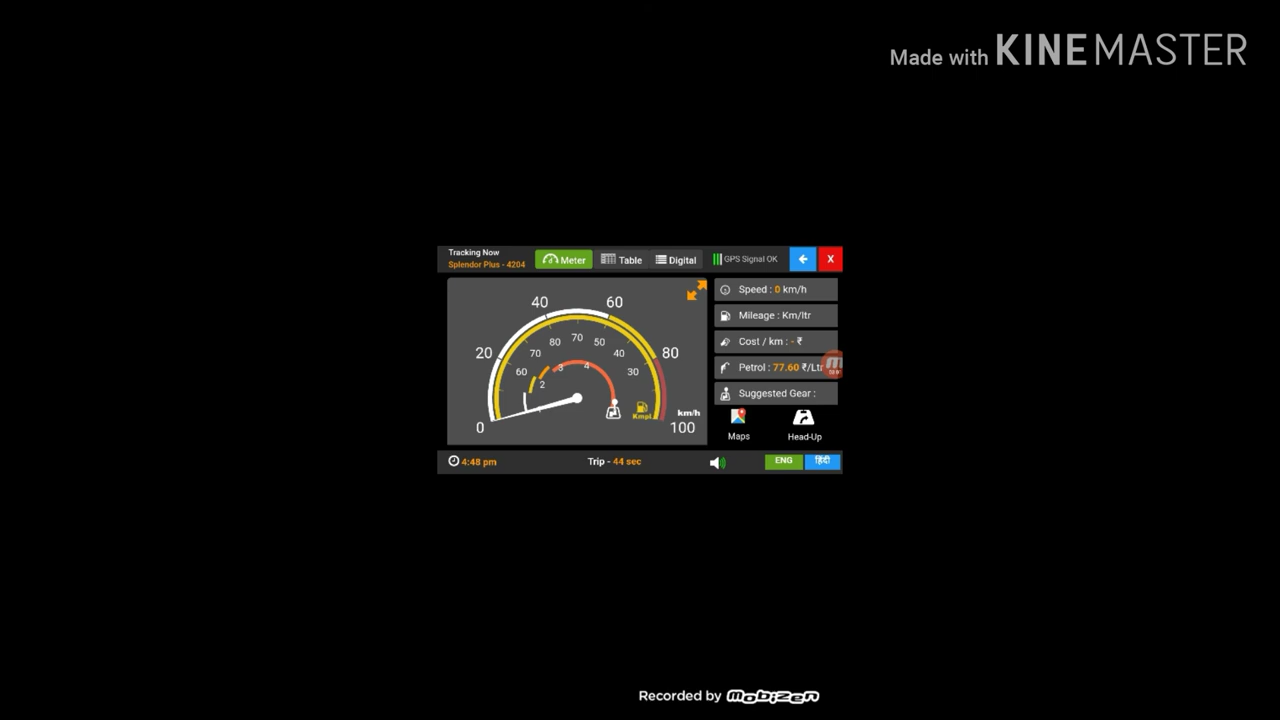 Made with KINEMASTER
Tracking Now
Splendor Plus - 4204
Meter
Table
Digital
GPS Signal OK
X
0
20
40
60
80
100
60
70
80
70
50
40
30
2
3
4
Kmpl
km/h
Speed : 0 km/h
Mileage : Km/ltr
Cost / km : - ₹
Petrol : 77.60 ₹/Ltr
Suggested Gear :
Maps
Head-Up
4:48 pm
Trip - 44 sec
ENG
हिंदी
Recorded by Mobizen